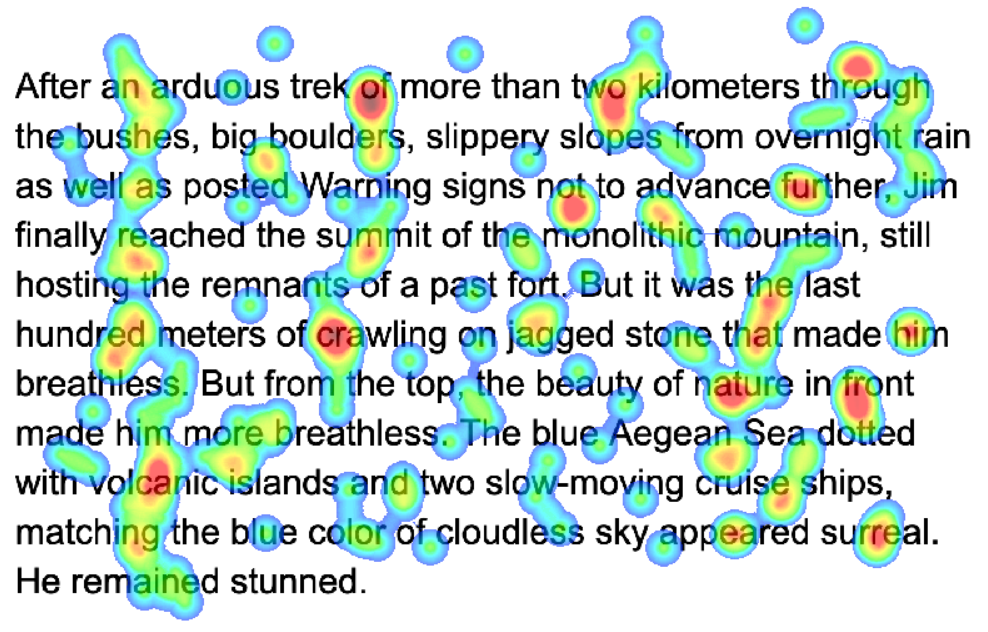 After an arduous trek of more than two kilometers through
the bushes, big boulders, slippery slopes from overnight rain
as well as posted Warning signs not to advance further, Jim
finally reached the summit of the monolithic mountain, still
hosting the remnants of a past fort. But it was the last
hundred meters of crawling on jagged stone that made him
breathless. But from the top, the beauty of nature in front
made him more breathless. The blue Aegean Sea dotted
with volcanic islands and two slow-moving cruise ships,
matching the blue color of cloudless sky appeared surreal.
He remained stunned.